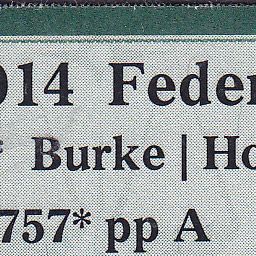 014 Feder
* Burke | Ho
757* pp A